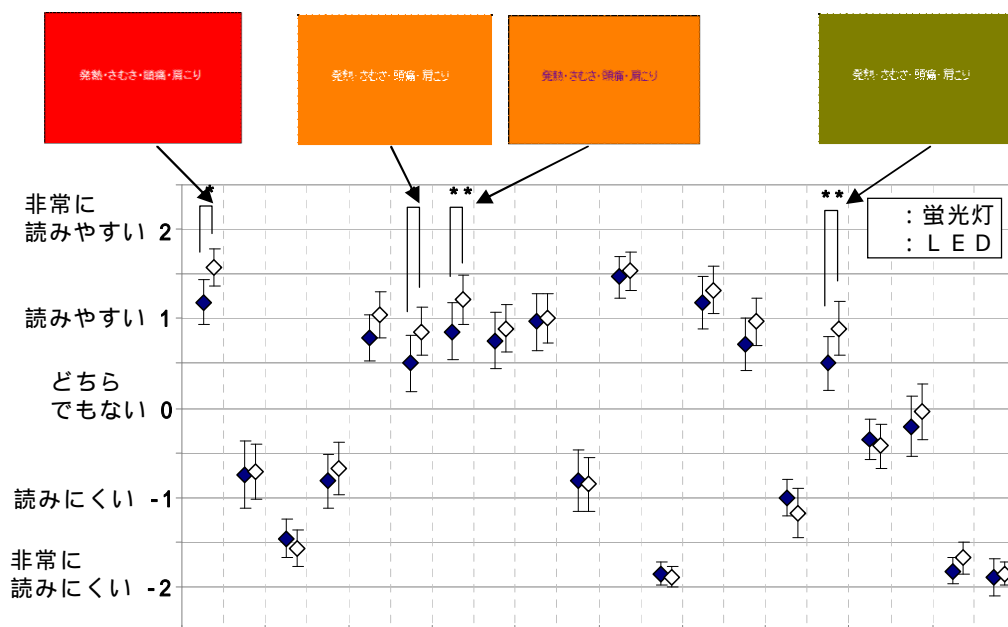 発熱・さむさ・頭痛・肩こり
発熱・さむさ・頭痛・肩こり
発熱・さむさ・頭痛・肩こり
発熱・さむさ・頭痛・肩こり
*
**
**
非常に
読みやすい 2
読みやすい 1
どちら
でもない 0
読みにくい -1
非常に
読みにくい -2
:蛍光灯
:LED